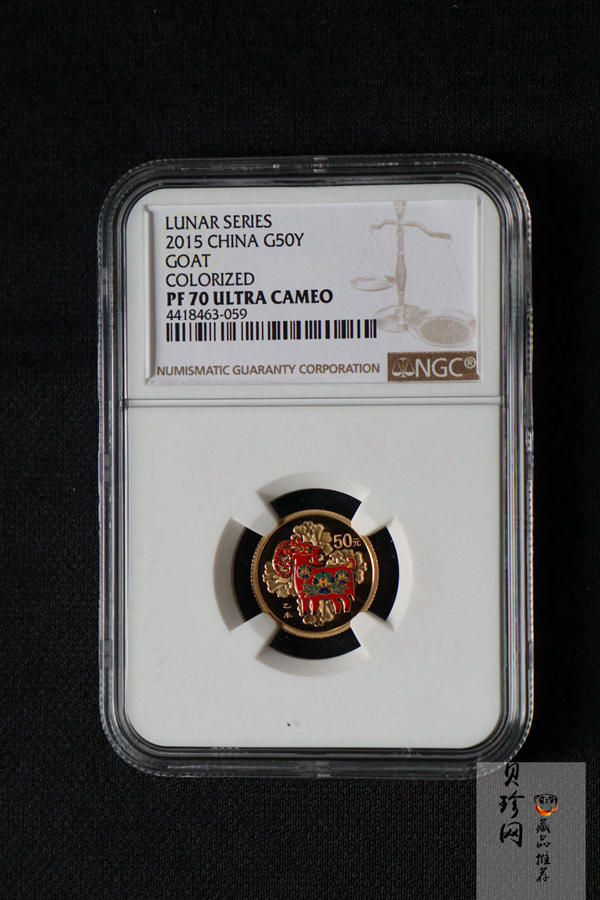 LUNAR SERIES
2015 CHINA G50Y
GOAT
COLORIZED
PF 70 ULTRA CAMEO
4418463-059
NUMISMATIC GUARANTY CORPORATION
NGC®
50元
乙未
贝珍网
藏品推荐